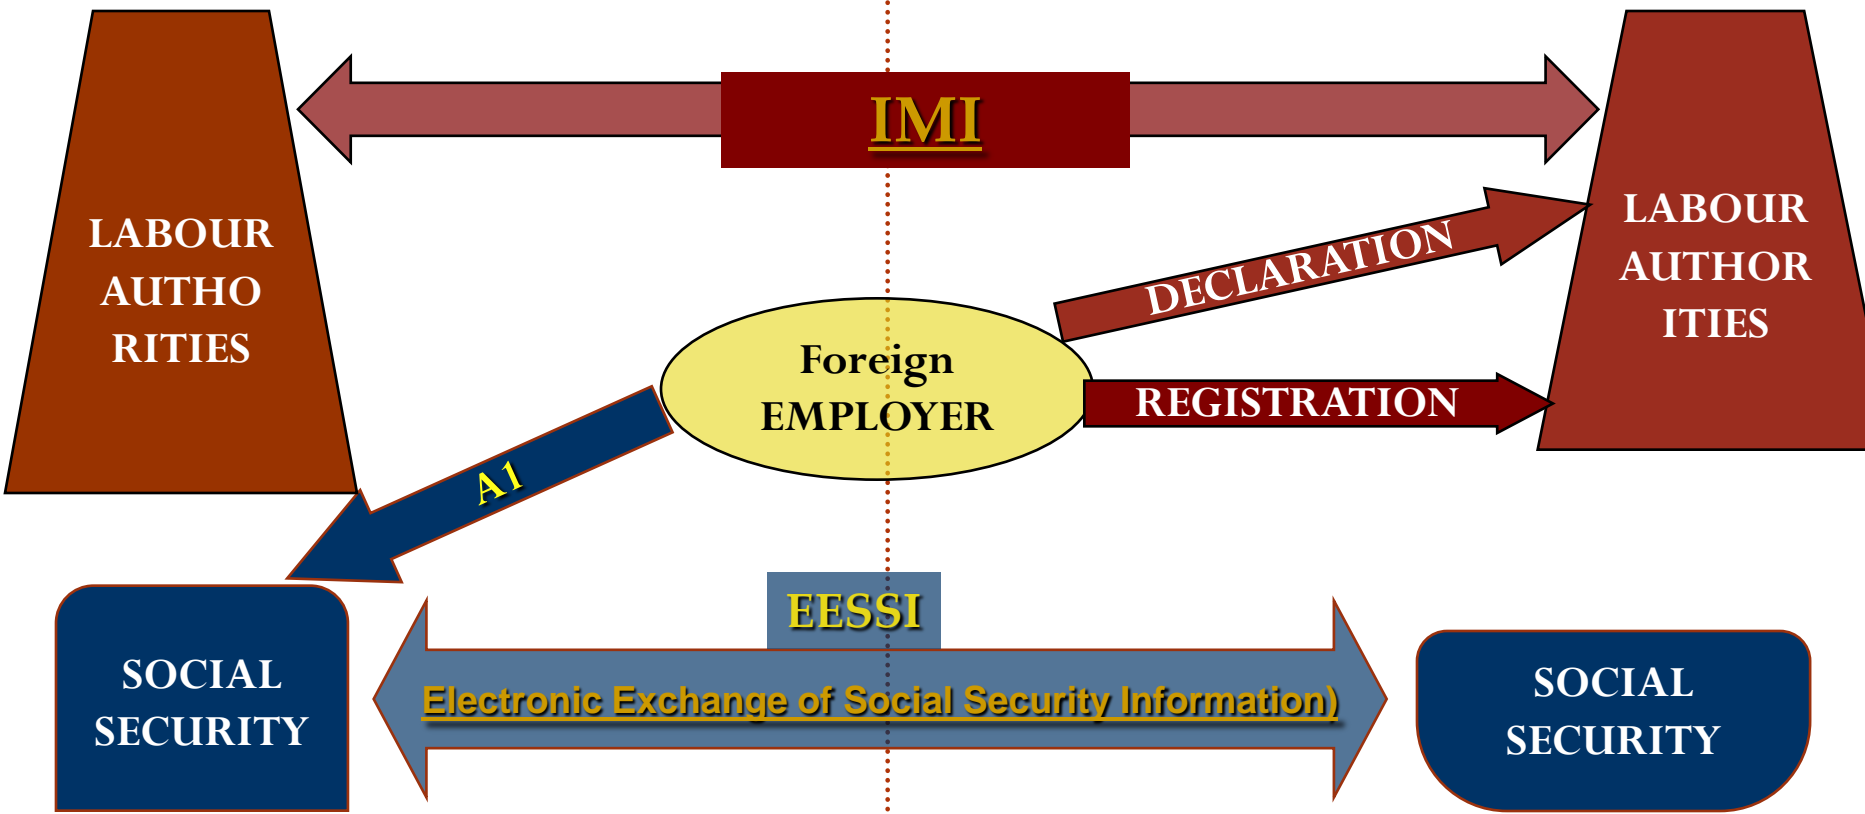 IMI
LABOUR
AUTHO
RITIES
LABOUR
AUTHOR
ITIES
DECLARATION
Foreign
EMPLOYER
REGISTRATION
A1
EESSI
Electronic Exchange of Social Security Information)
SOCIAL
SECURITY
SOCIAL
SECURITY